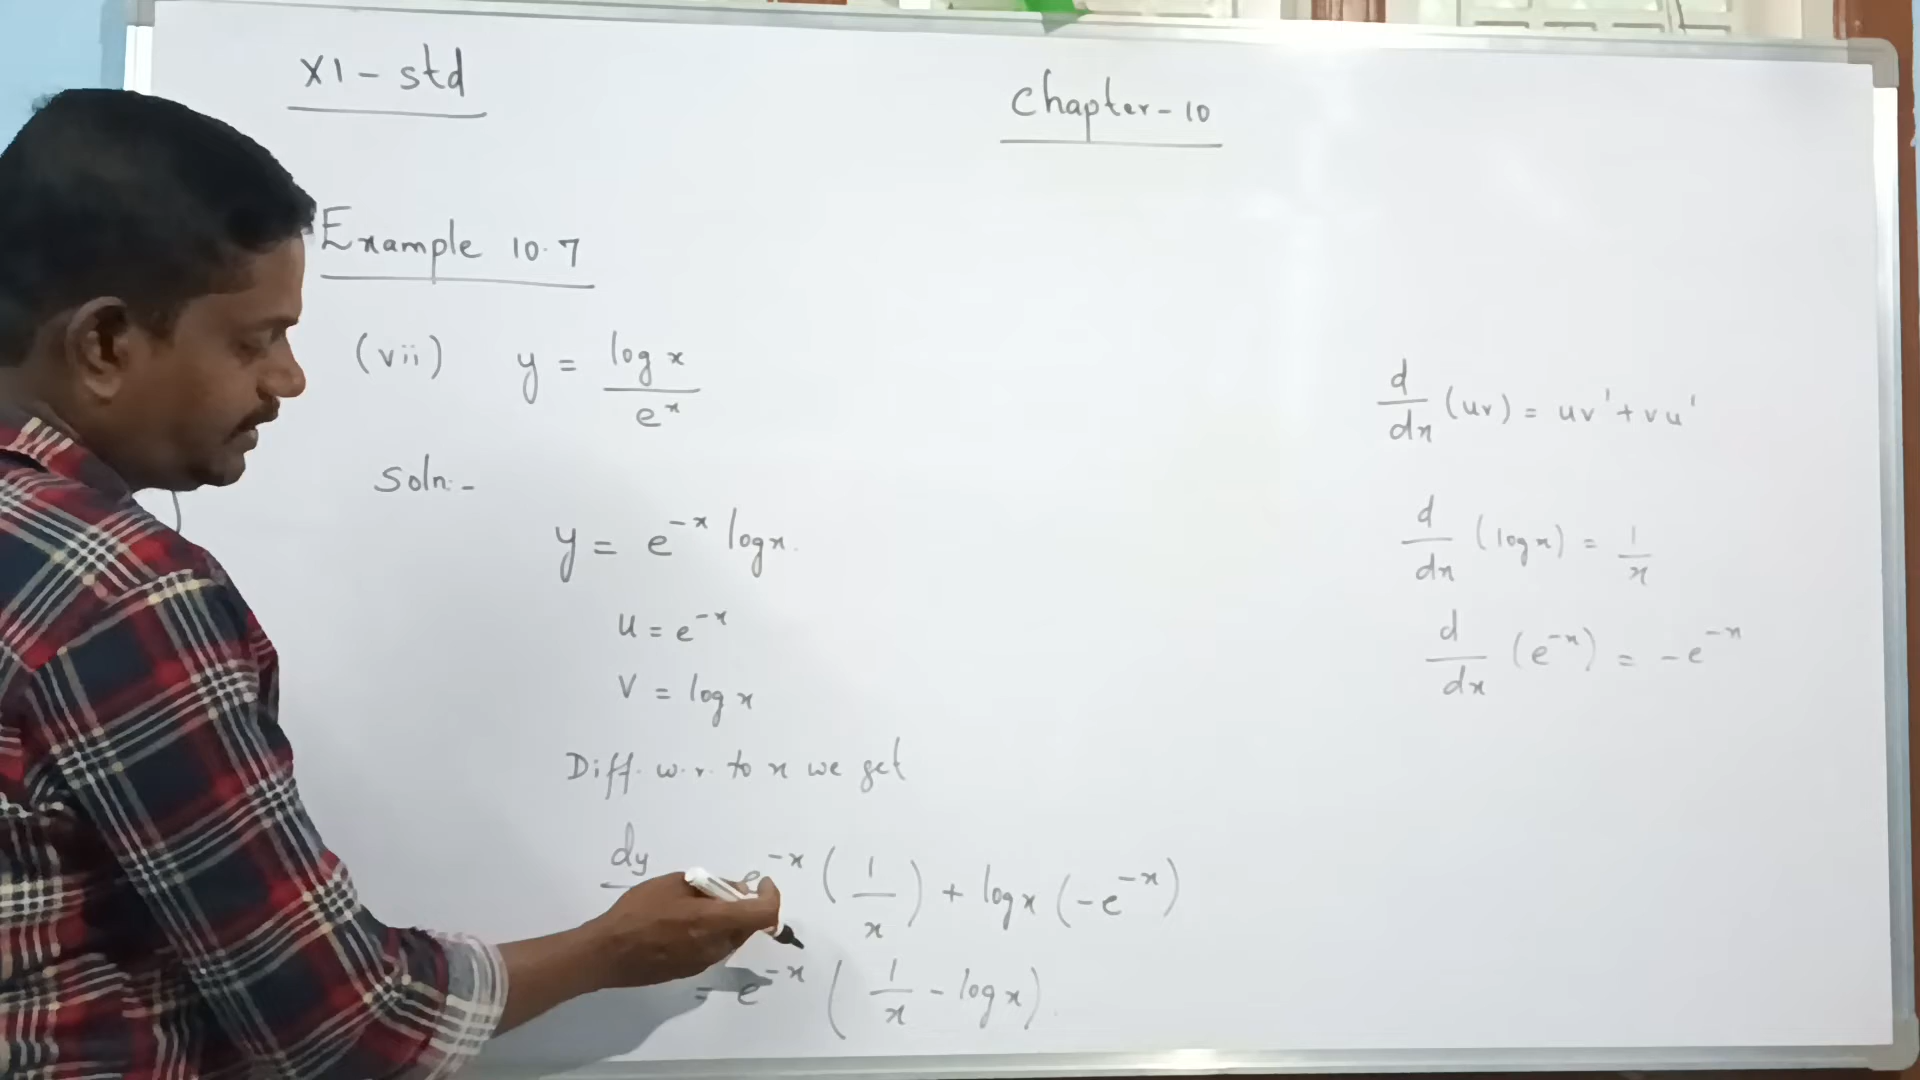 XI - std
Chapter - 10
Example 10.7
(vii) y = log x / e^x
Soln:-
y = e^-x log x.
u = e^-x
v = log x
Diff. w. r. to x we get
dy = e^-x (1/x) + log x (-e^-x)
= e^-x (1/x - log x).
d/dx (uv) = uv' + vu'
d/dx (log x) = 1/x
d/dx (e^-x) = -e^-x